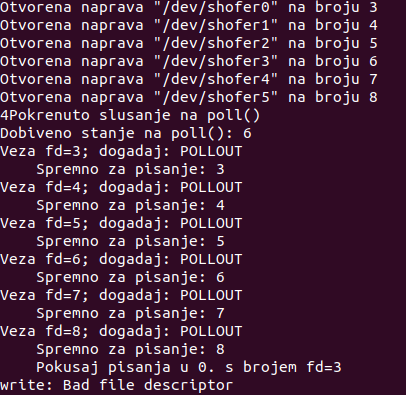 Otvorena naprava "/dev/shofer0" na broju 3
Otvorena naprava "/dev/shofer1" na broju 4
Otvorena naprava "/dev/shofer2" na broju 5
Otvorena naprava "/dev/shofer3" na broju 6
Otvorena naprava "/dev/shofer4" na broju 7
Otvorena naprava "/dev/shofer5" na broju 8
4Pokrenuto slusanje na poll()
Dobiveno stanje na poll(): 6
Veza fd=3; dogadaj: POLLOUT
    Spremno za pisanje: 3
Veza fd=4; dogadaj: POLLOUT
    Spremno za pisanje: 4
Veza fd=5; dogadaj: POLLOUT
    Spremno za pisanje: 5
Veza fd=6; dogadaj: POLLOUT
    Spremno za pisanje: 6
Veza fd=7; dogadaj: POLLOUT
    Spremno za pisanje: 7
Veza fd=8; dogadaj: POLLOUT
    Spremno za pisanje: 8
    Pokusaj pisanja u 0. s brojem fd=3
write: Bad file descriptor